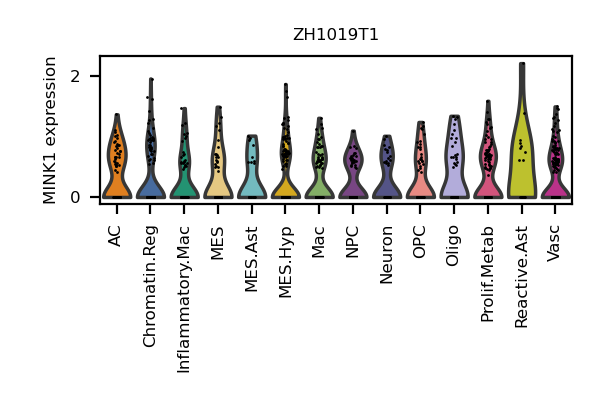 ZH1019T1
MINK1 expression
2
0
AC
Chromatin.Reg
Inflammatory.Mac
MES
MES.Ast
MES.Hyp
Mac
NPC
Neuron
OPC
Oligo
Prolif.Metab
Reactive.Ast
Vasc